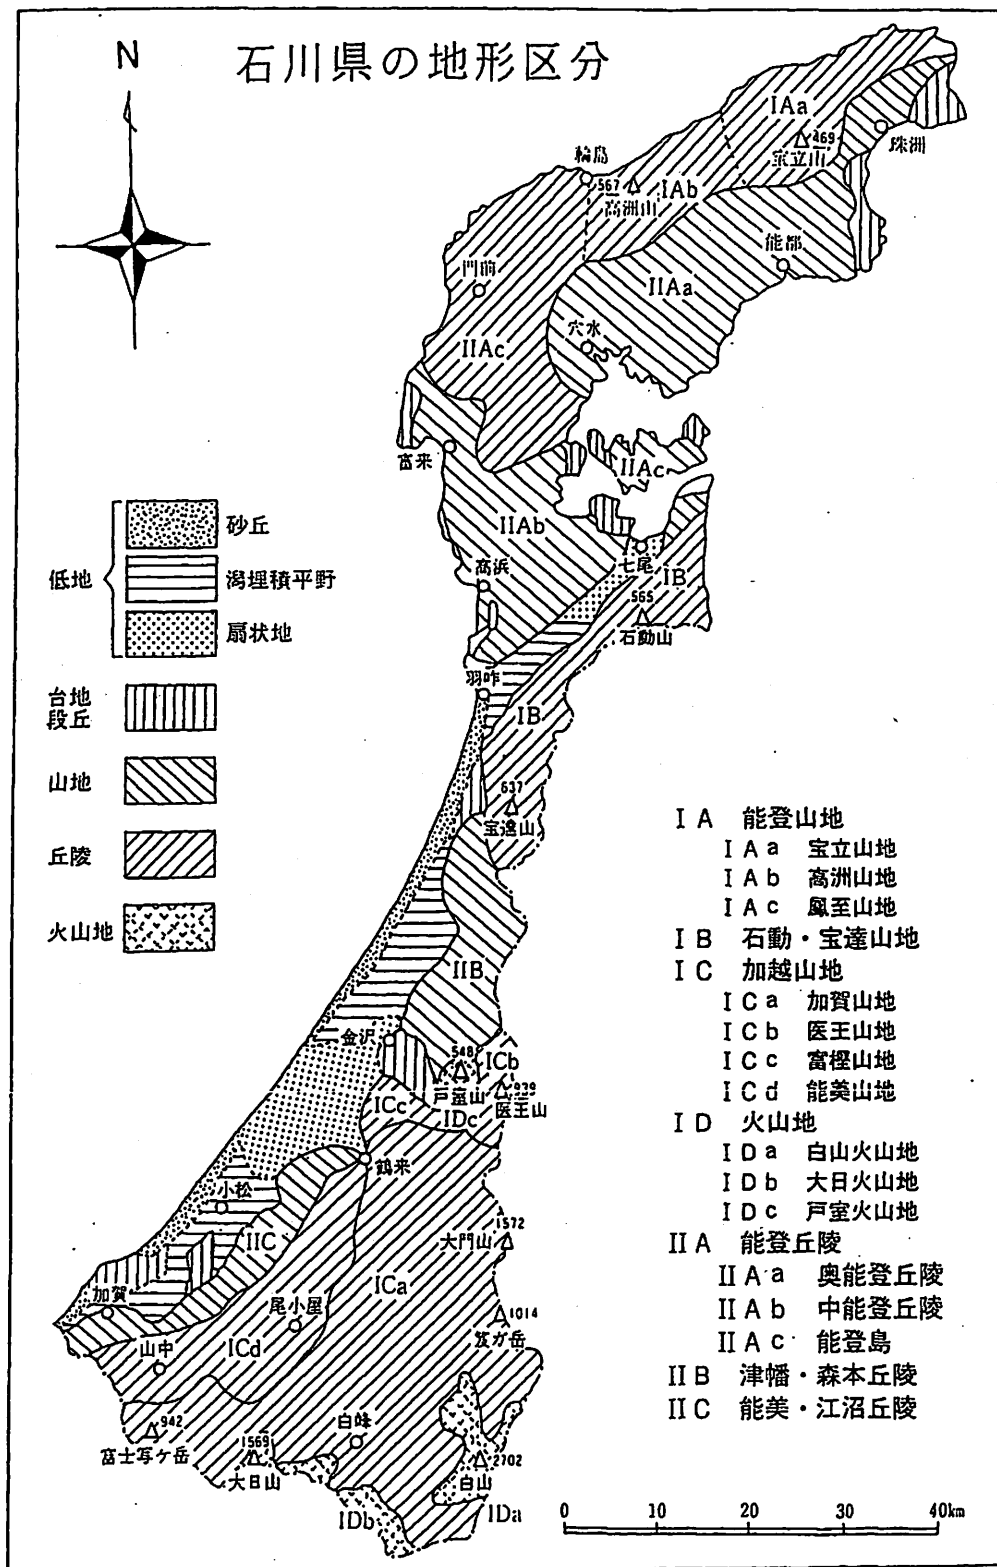 石川県の地形区分
N
IAa
469
宝立山
珠洲
輪島
567
高洲山
IAb
能都
門前
IIAa
穴水
IIAc
富来
IIAc
IIAb
七尾
IB
高浜
565
石動山
羽咋
IB
637
宝達山
低地
砂丘
潟埋積平野
扇状地
台地
段丘
山地
丘陵
火山地
IIB
金沢
548
戸室山
ICb
939
医王山
ICc
IDc
鶴来
小松
IIC
1572
大門山
ICa
加賀
尾小屋
1014
笈ガ岳
山中
ICd
942
富士写ケ岳
1569
大日山
白峰
2702
白山
IDb
IDa
I A 能登山地
I A a 宝立山地
I A b 高洲山地
I A c 鳳至山地
I B 石動・宝達山地
I C 加越山地
I C a 加賀山地
I C b 医王山地
I C c 富樫山地
I C d 能美山地
I D 火山地
I D a 白山火山地
I D b 大日火山地
I D c 戸室火山地
II A 能登丘陵
II A a 奥能登丘陵
II A b 中能登丘陵
II A c 能登島
II B 津幡・森本丘陵
II C 能美・江沼丘陵
0 10 20 30 40km